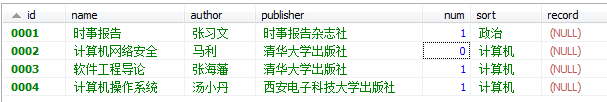 id name author publisher num sort record
0001 时事报告 张习文 时事报告杂志社 1 政治 (NULL)
0002 计算机网络安全 马利 清华大学出版社 0 计算机 (NULL)
0003 软件工程导论 张海藩 清华大学出版社 1 计算机 (NULL)
0004 计算机操作系统 汤小丹 西安电子科技大学出版社 1 计算机 (NULL)